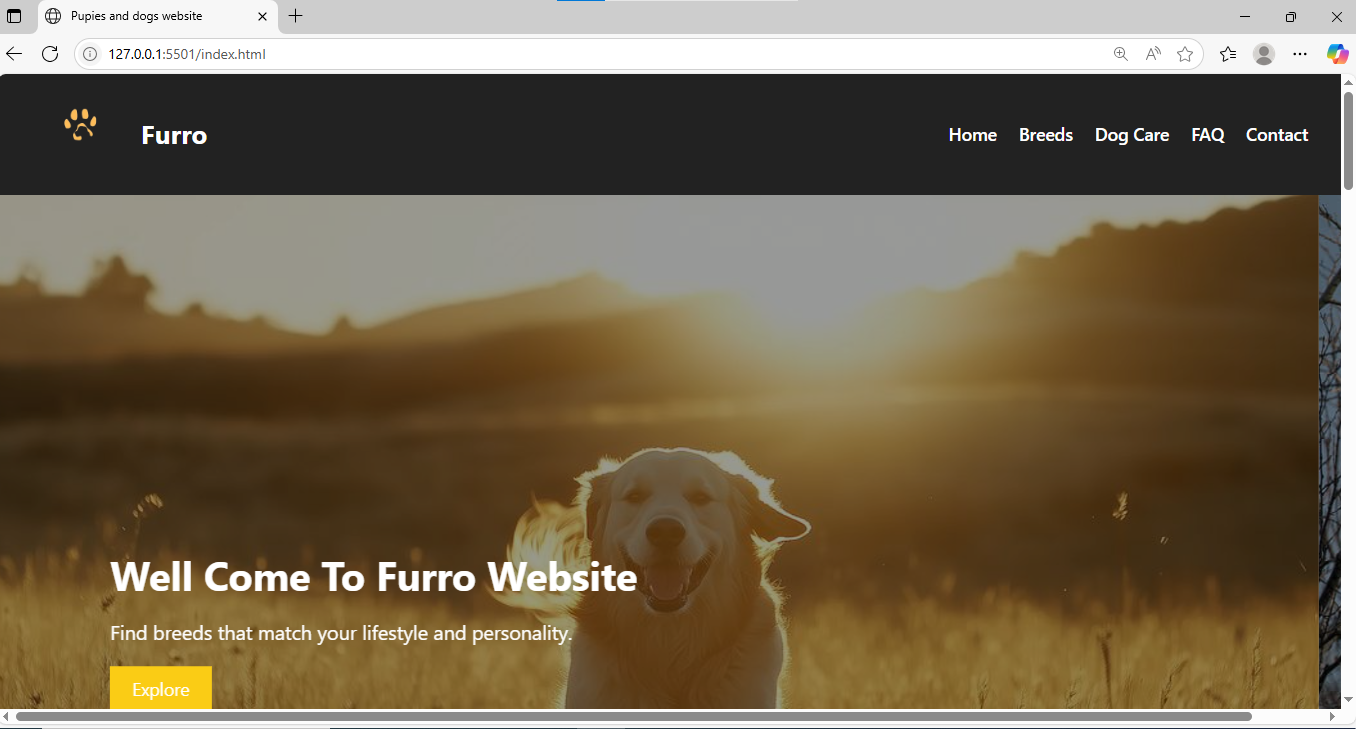 Pupies and dogs website
127.0.0.1:5501/index.html
Furro
Home Breeds Dog Care FAQ Contact
Well Come To Furro Website
Find breeds that match your lifestyle and personality.
Explore